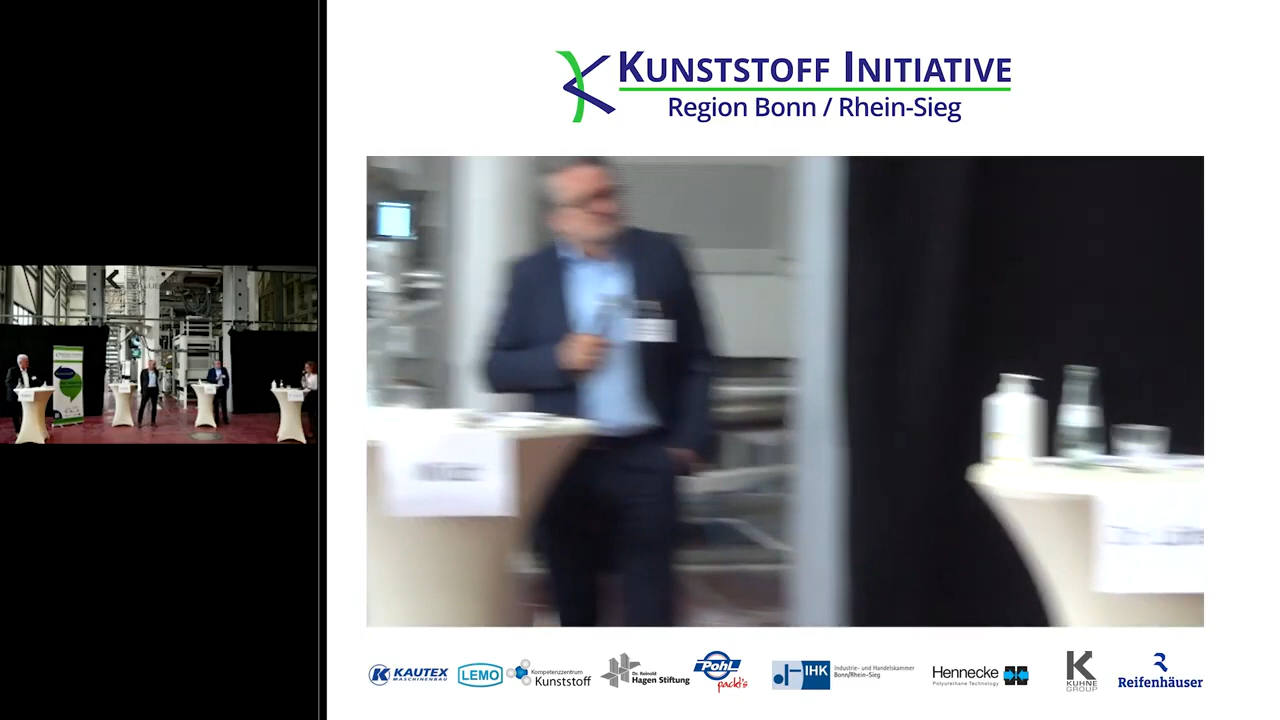 KUNSTSTOFF INITIATIVE
Region Bonn / Rhein-Sieg
KAUTEX
MASCHINENBAU
LEMO
Kompetenzzentrum
Kunststoff
Dr. Reinold
Hagen Stiftung
POHL
packt's
IHK
Industrie- und Handelskammer
Bonn/Rhein-Sieg
Hennecke
Polyurethane Technology
K
KUHNE
GROUP
Reifenhäuser